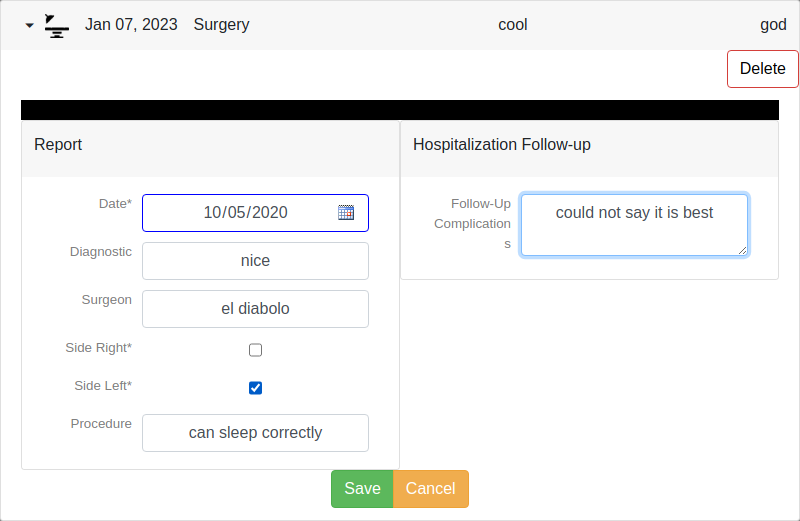 Jan 07, 2023 Surgery cool god
Delete
Report
Date* 10/05/2020
Diagnostic nice
Surgeon el diabolo
Side Right*
Side Left*
Procedure can sleep correctly
Hospitalization Follow-up
Follow-Up
Complication
s
could not say it is best
Save Cancel